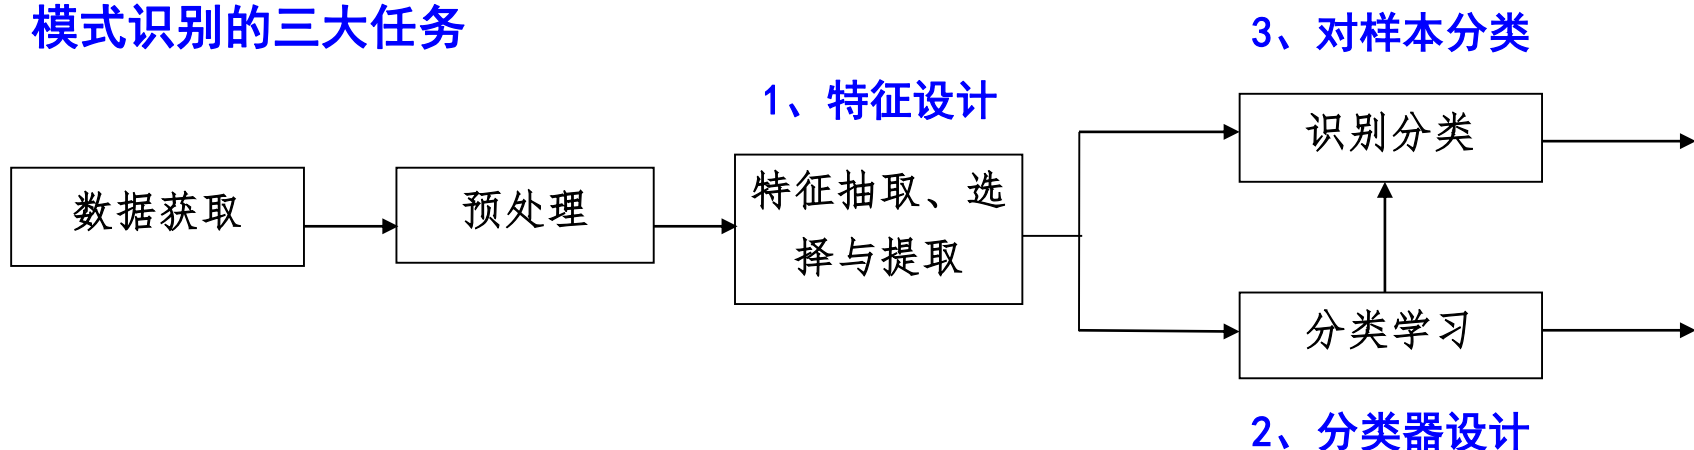 模式识别的三大任务
3、对样本分类
1、特征设计
识别分类
数据获取
预处理
特征抽取、选
择与提取
分类学习
2、分类器设计